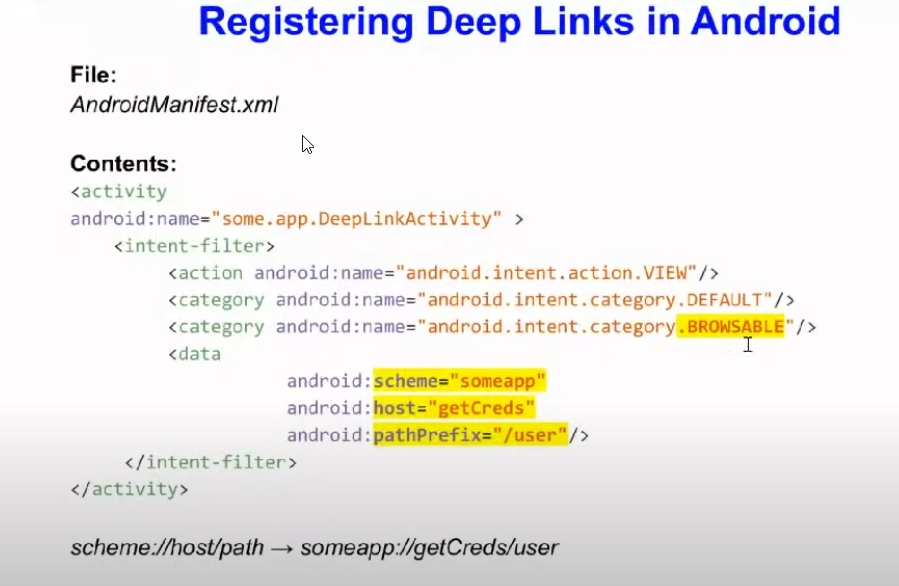 Registering Deep Links in Android
File:
AndroidManifest.xml
Contents:
<activity
android:name="some.app.DeepLinkActivity" >
<intent-filter>
<action android:name="android.intent.action.VIEW"/>
<category android:name="android.intent.category.DEFAULT"/>
<category android:name="android.intent.category.BROWSABLE"/>
<data
android:scheme="someapp"
android:host="getCreds"
android:pathPrefix="/user"/>
</intent-filter>
</activity>
scheme://host/path → someapp://getCreds/user